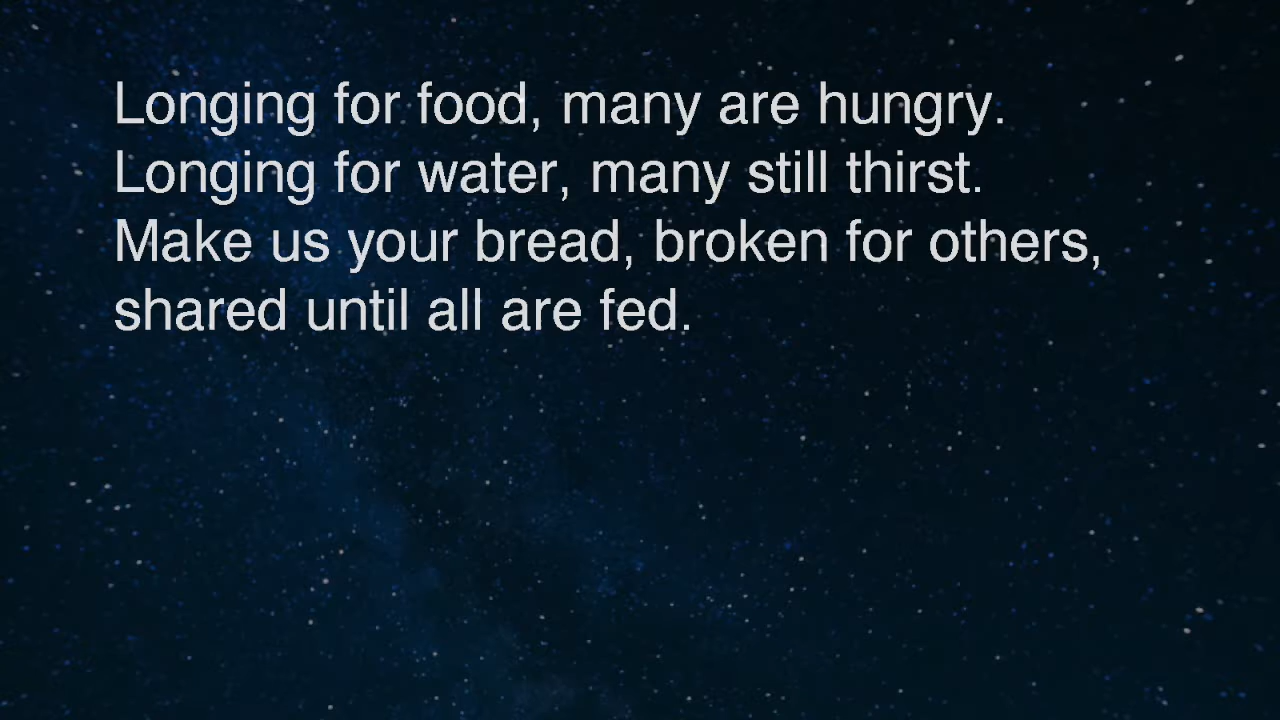 Longing for food, many are hungry.
Longing for water, many still thirst.
Make us your bread, broken for others,
shared until all are fed.